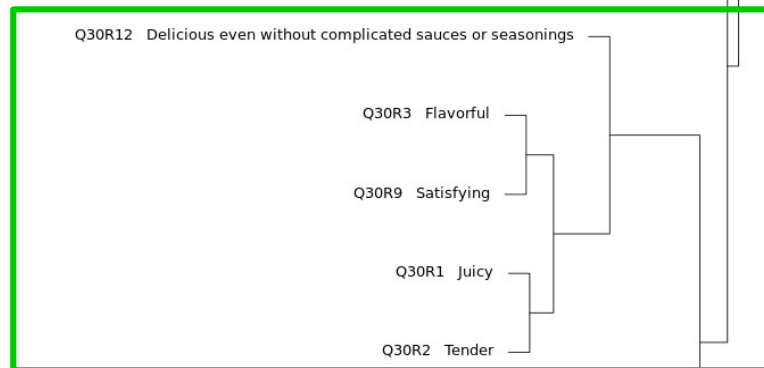 Q30R12 Delicious even without complicated sauces or seasonings
Q30R3 Flavorful
Q30R9 Satisfying
Q30R1 Juicy
Q30R2 Tender